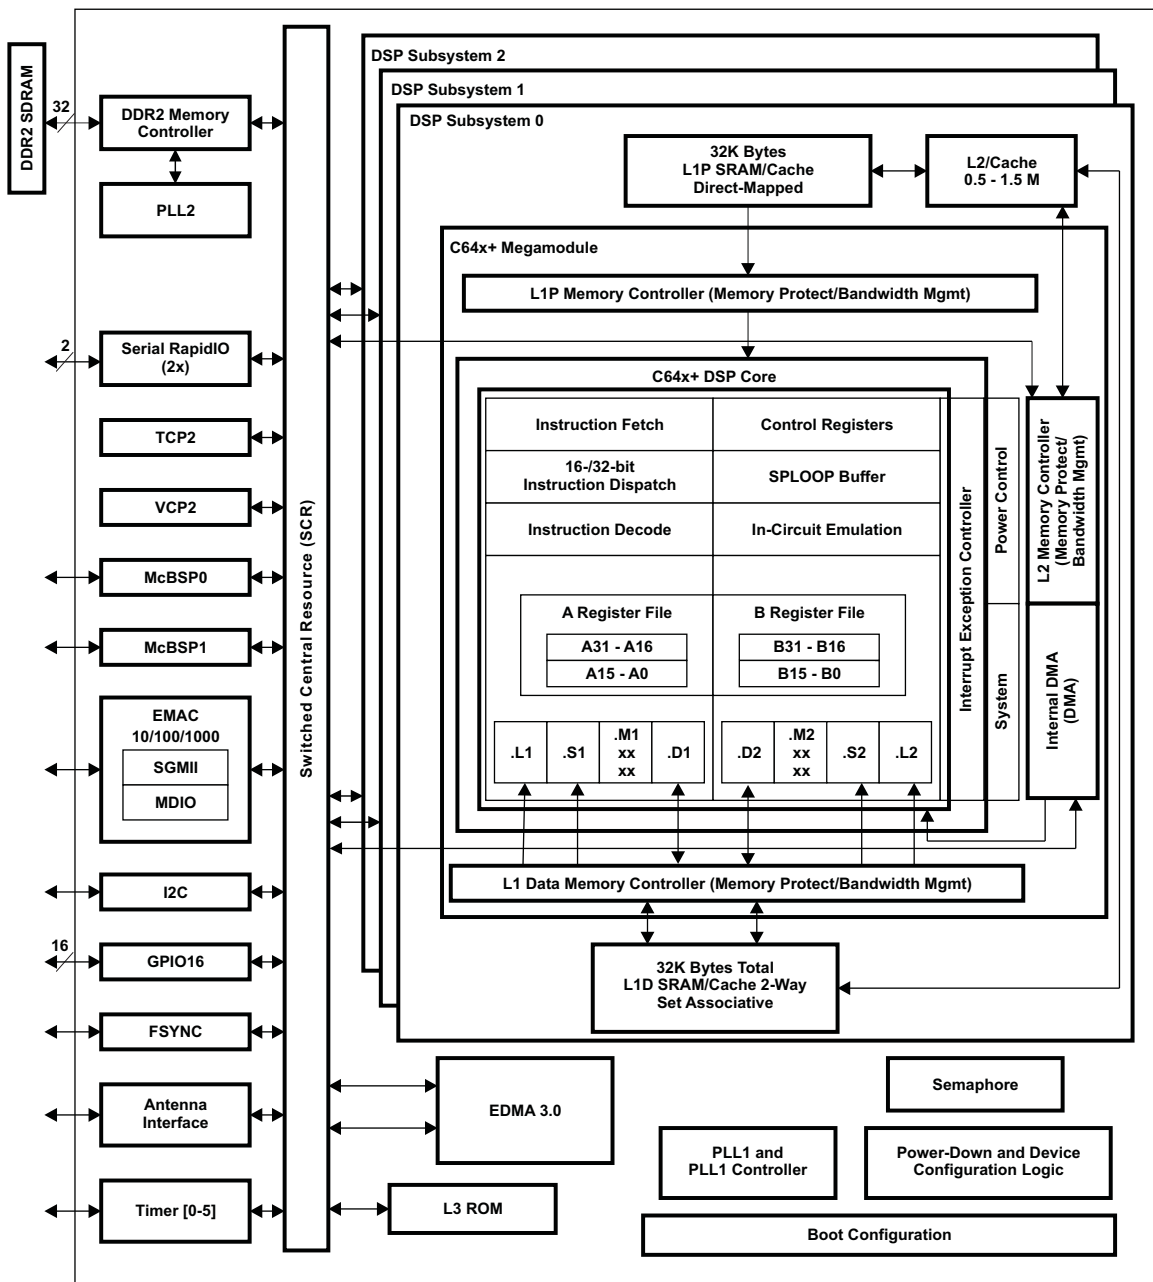 DDR2 SDRAM
32
DDR2 Memory
Controller
PLL2
2
Serial RapidIO
(2x)
TCP2
VCP2
McBSP0
McBSP1
EMAC
10/100/1000
SGMII
MDIO
I2C
16
GPIO16
FSYNC
Antenna
Interface
Timer [0-5]
Switched Central Resource (SCR)
DSP Subsystem 2
DSP Subsystem 1
DSP Subsystem 0
32K Bytes
L1P SRAM/Cache
Direct-Mapped
L2/Cache
0.5 - 1.5 M
C64x+ Megamodule
L1P Memory Controller (Memory Protect/Bandwidth Mgmt)
C64x+ DSP Core
Instruction Fetch
Control Registers
16-/32-bit
Instruction Dispatch
SPLOOP Buffer
Instruction Decode
In-Circuit Emulation
A Register File
A31 - A16
A15 - A0
B Register File
B31 - B16
B15 - B0
.L1
.S1
.M1
xx
xx
.D1
.D2
.M2
xx
xx
.S2
.L2
Interrupt Exception Controller
Power Control
System
L2 Memory Controller
(Memory Protect/
Bandwidth Mgmt)
Internal DMA
(DMA)
L1 Data Memory Controller (Memory Protect/Bandwidth Mgmt)
32K Bytes Total
L1D SRAM/Cache 2-Way
Set Associative
EDMA 3.0
L3 ROM
Semaphore
PLL1 and
PLL1 Controller
Power-Down and Device
Configuration Logic
Boot Configuration